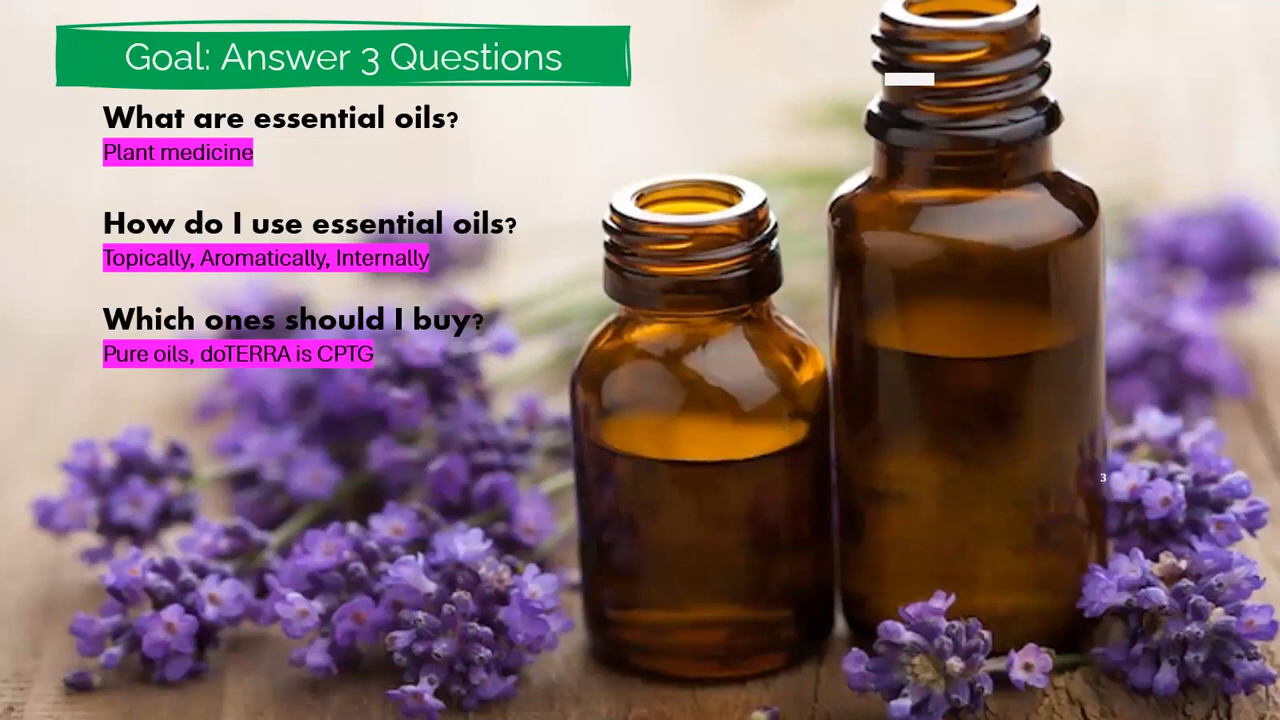 Goal: Answer 3 Questions
What are essential oils?
Plant medicine
How do I use essential oils?
Topically, Aromatically, Internally
Which ones should I buy?
Pure oils, doTERRA is CPTG
3